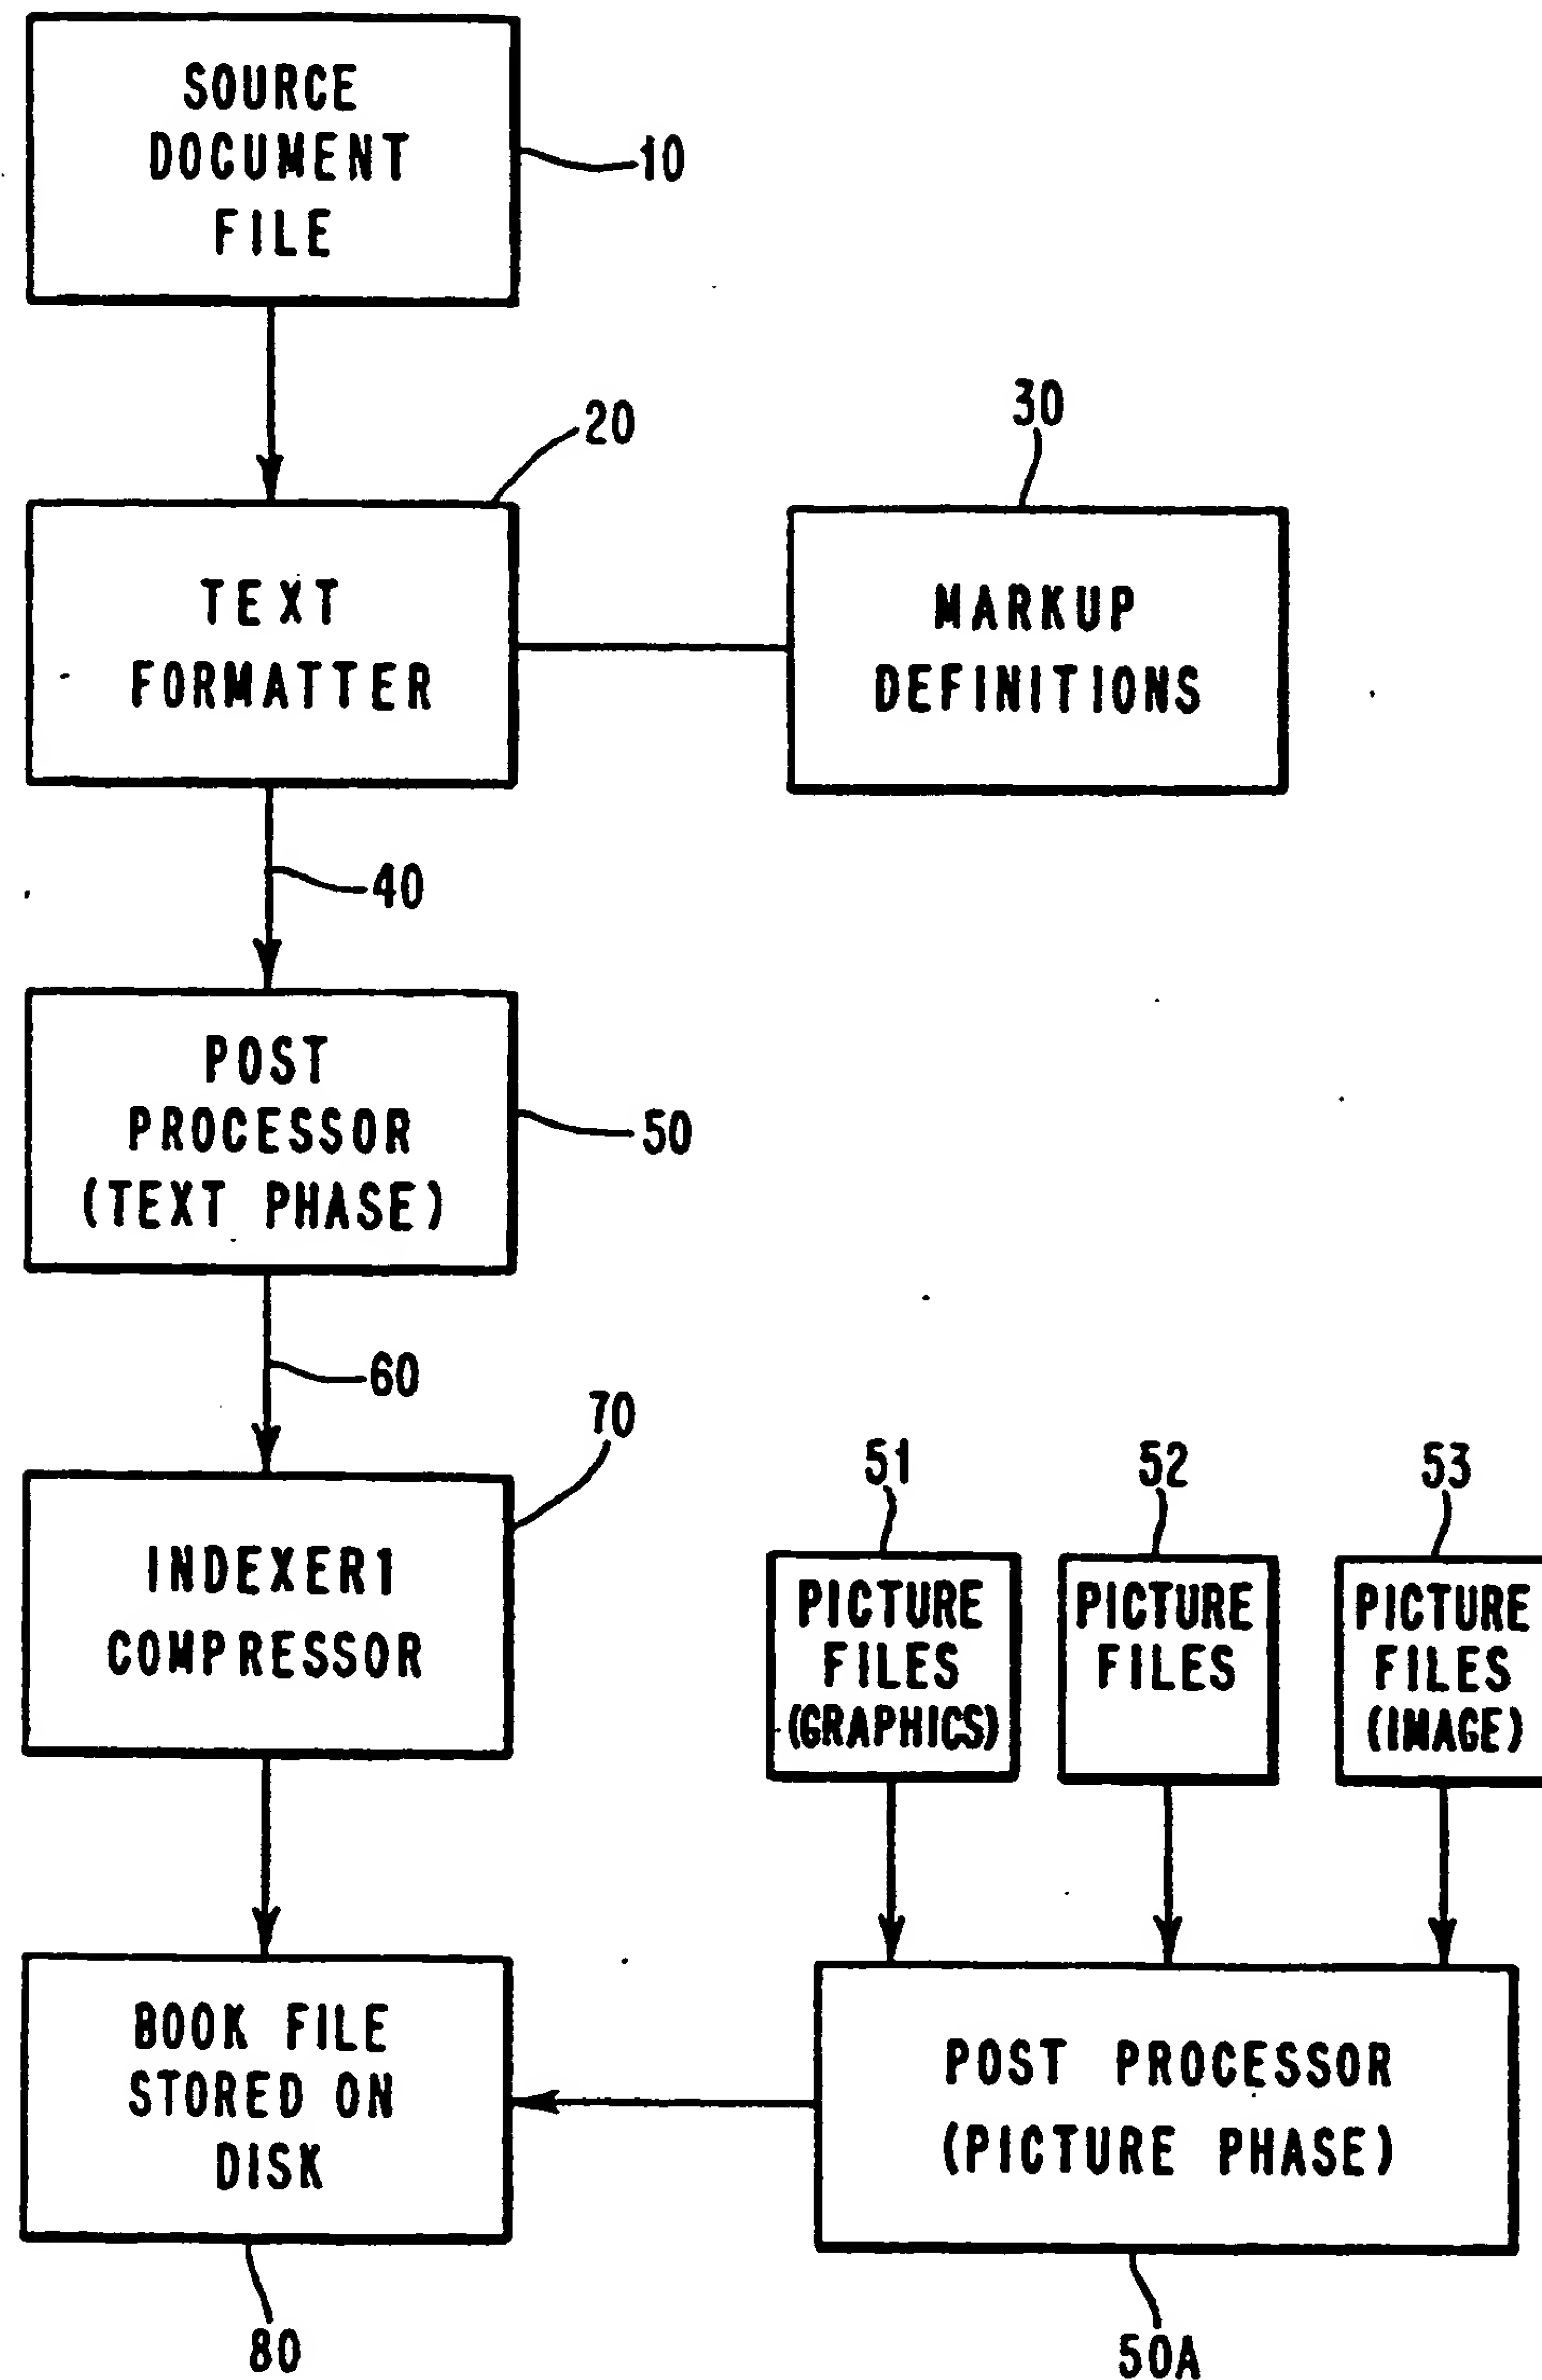 SOURCE
DOCUMENT
FILE
10
20
30
TEXT
FORMATTER
MARKUP
DEFINITIONS
40
POST
PROCESSOR
(TEXT PHASE)
50
60
70
INDEXER1
COMPRESSOR
51
52
53
PICTURE
FILES
(GRAPHICS)
PICTURE
FILES
PICTURE
FILES
(IMAGE)
BOOK FILE
STORED ON
DISK
POST PROCESSOR
(PICTURE PHASE)
80
50A